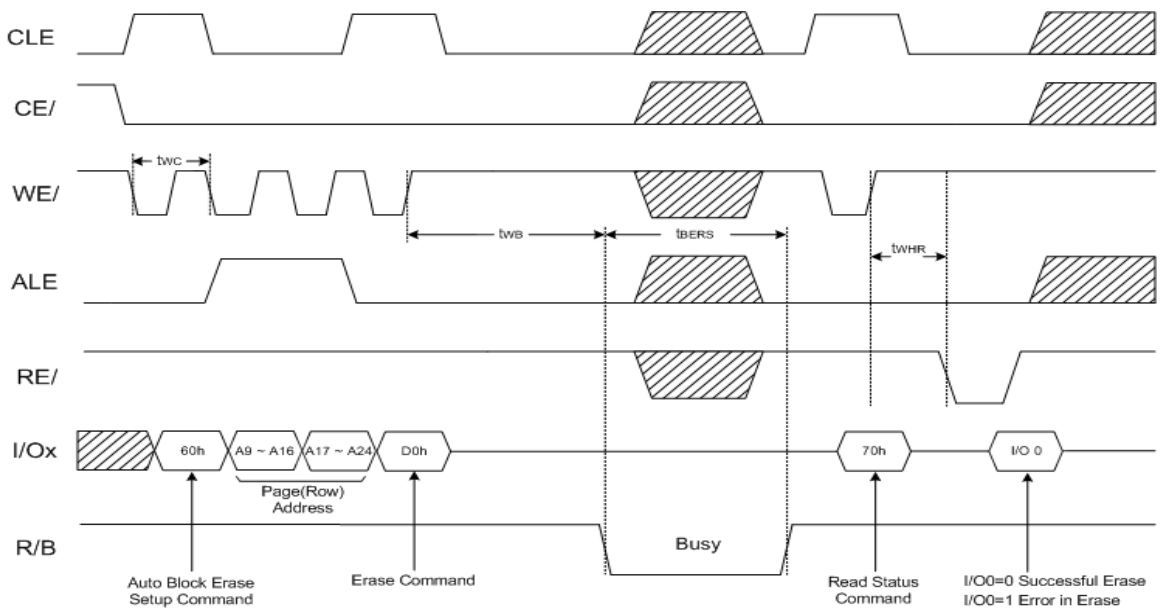 CLE
CE/
tWC
WE/
tWB
tBERS
tWHR
ALE
RE/
I/Ox
60h
A9 ~ A16
A17 ~ A24
D0h
70h
I/O 0
Page(Row)
Address
R/B
Busy
Auto Block Erase
Setup Command
Erase Command
Read Status
Command
I/O0=0 Successful Erase
I/O0=1 Error in Erase